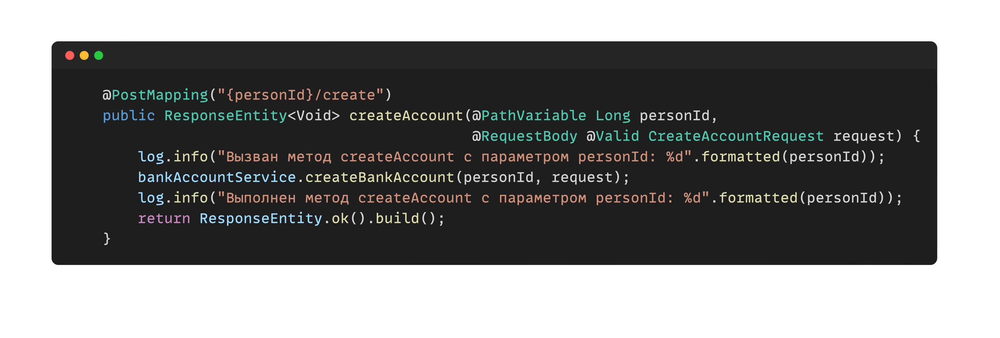 @PostMapping("{personId}/create")
public ResponseEntity<Void> createAccount(@PathVariable Long personId,
@RequestBody @Valid CreateAccountRequest request) {
log.info("Вызван метод createAccount с параметром personId: %d".formatted(personId));
bankAccountService.createBankAccount(personId, request);
log.info("Выполнен метод createAccount с параметром personId: %d".formatted(personId));
return ResponseEntity.ok().build();
}